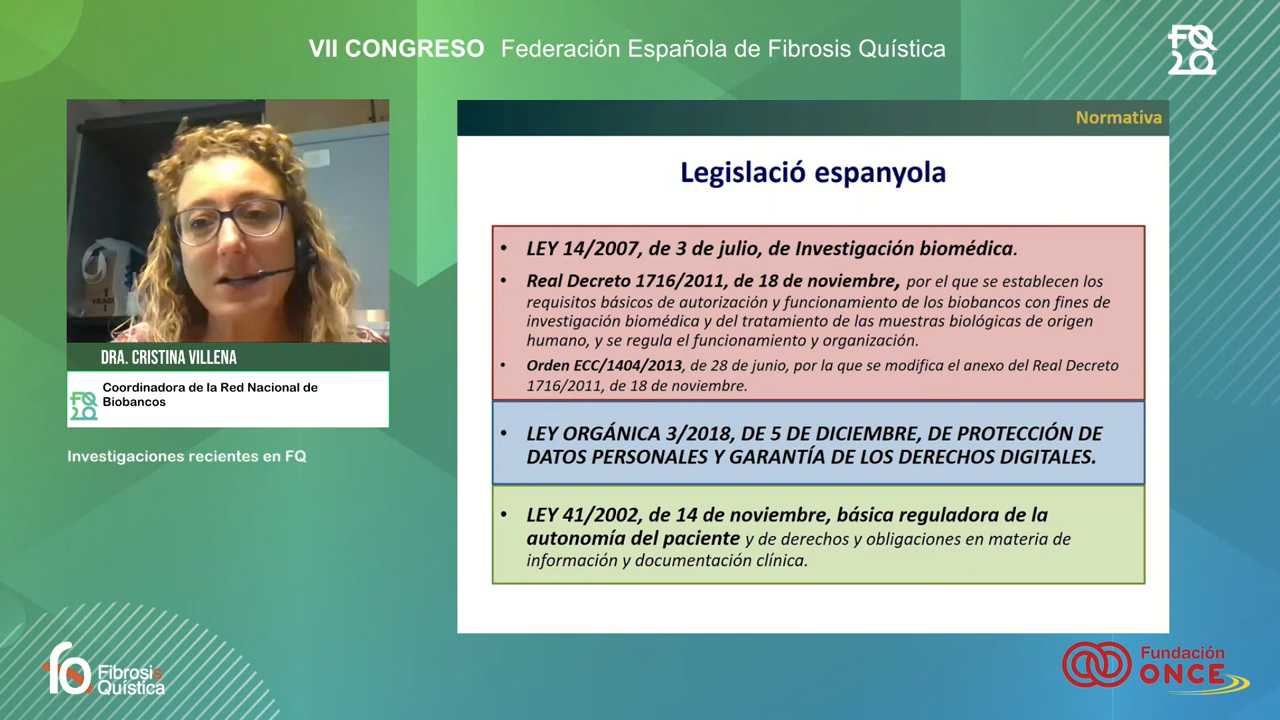 VII CONGRESO Federación Española de Fibrosis Quística
FQ
20
Normativa
Legislació espanyola
• LEY 14/2007, de 3 de julio, de Investigación biomédica.
• Real Decreto 1716/2011, de 18 de noviembre, por el que se establecen los
requisitos básicos de autorización y funcionamiento de los biobancos con fines de
investigación biomédica y del tratamiento de las muestras biológicas de origen
humano, y se regula el funcionamiento y organización.
• Orden ECC/1404/2013, de 28 de junio, por la que se modifica el anexo del Real Decreto
1716/2011, de 18 de noviembre.
• LEY ORGÁNICA 3/2018, DE 5 DE DICIEMBRE, DE PROTECCIÓN DE
DATOS PERSONALES Y GARANTÍA DE LOS DERECHOS DIGITALES.
• LEY 41/2002, de 14 de noviembre, básica reguladora de la
autonomía del paciente y de derechos y obligaciones en materia de
información y documentación clínica.
DRA. CRISTINA VILLENA
FQ
20
Coordinadora de la Red Nacional de
Biobancos
Investigaciones recientes en FQ
fq Fibrosis
Quística
Fundación
ONCE